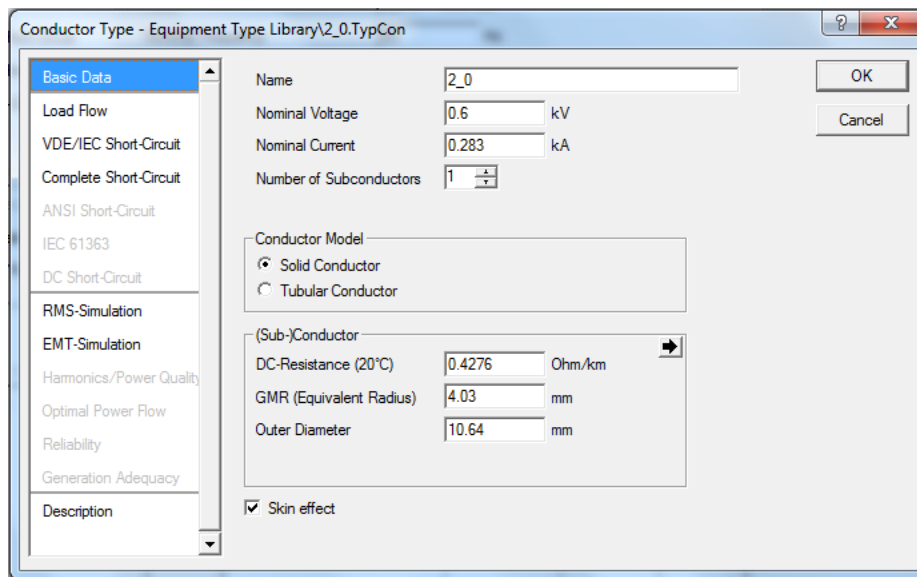 Conductor Type - Equipment Type Library\2_0.TypCon
Basic Data
Load Flow
VDE/IEC Short-Circuit
Complete Short-Circuit
ANSI Short-Circuit
IEC 61363
DC Short-Circuit
RMS-Simulation
EMT-Simulation
Harmonics/Power Quality
Optimal Power Flow
Reliability
Generation Adequacy
Description
Name 2_0
Nominal Voltage 0.6 kV
Nominal Current 0.283 kA
Number of Subconductors 1
Conductor Model
Solid Conductor
Tubular Conductor
(Sub-)Conductor
DC-Resistance (20°C) 0.4276 Ohm/km
GMR (Equivalent Radius) 4.03 mm
Outer Diameter 10.64 mm
Skin effect
OK
Cancel